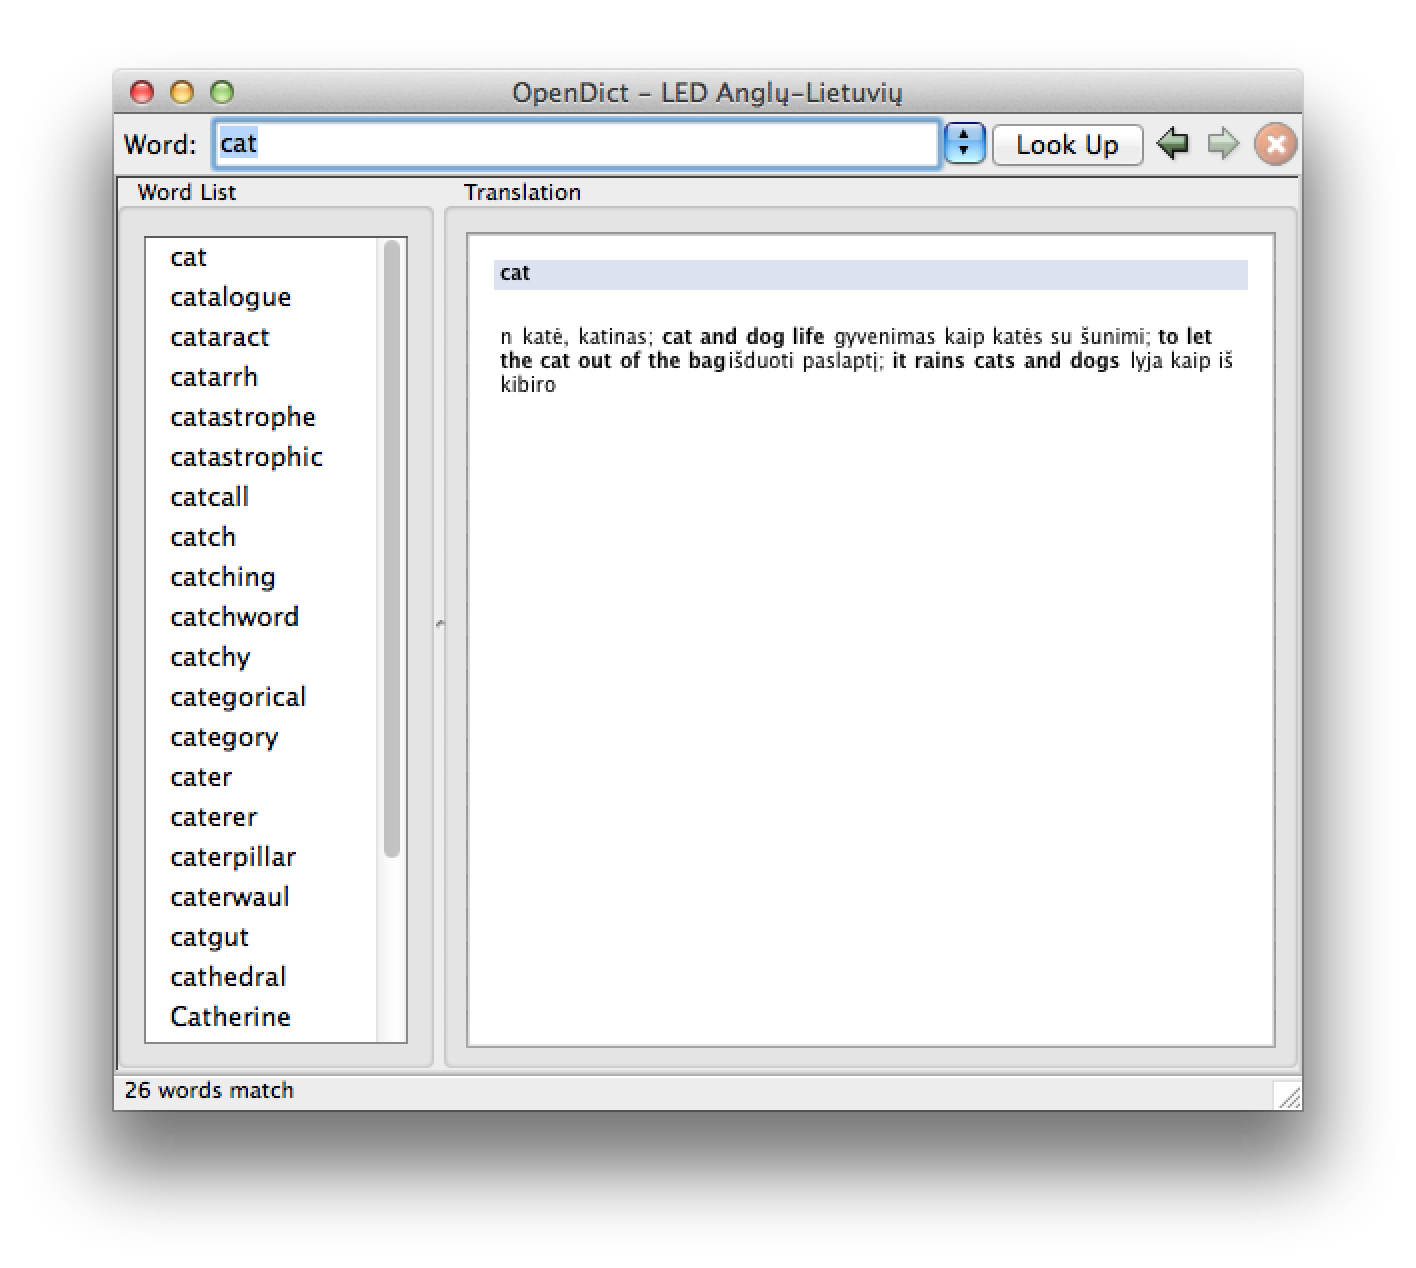 OpenDict – LED Anglų-Lietuvių
Word: cat Look Up
Word List
Translation
cat
catalogue
cataract
catarrh
catastrophe
catastrophic
catcall
catch
catching
catchword
catchy
categorical
category
cater
caterer
caterpillar
caterwaul
catgut
cathedral
Catherine
cat
n katė, katinas; cat and dog life gyvenimas kaip katės su šunimi; to let
the cat out of the bagišduoti paslaptį; it rains cats and dogs lyja kaip iš
kibiro
26 words match